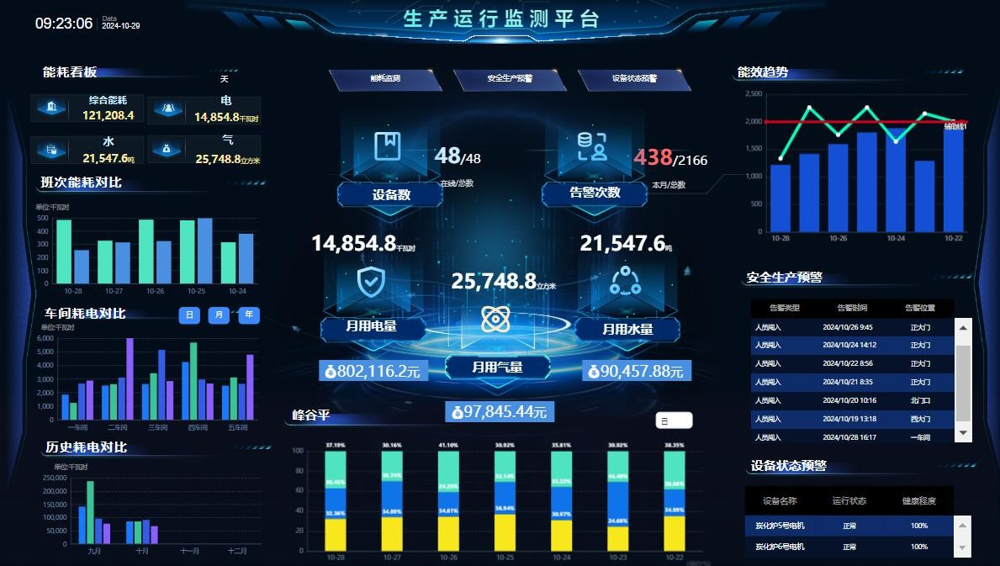 09:23:06
Data
2024-10-29
生产运行监测平台
能耗看板
天
综合能耗
121,208.4
电
14,854.8千瓦时
水
21,547.6吨
气
25,748.8立方米
班次能耗对比
单位:千瓦时
500
400
300
200
100
0
10-28
10-27
10-26
10-25
10-24
车间耗电对比
日
月
年
单位:千瓦时
6,000
5,000
4,000
3,000
2,000
1,000
0
一车间
二车间
三车间
四车间
五车间
历史耗电对比
单位:千瓦时
250,000
200,000
150,000
100,000
50,000
0
九月
十月
十一月
十二月
能耗监测
安全生产预警
设备状态预警
48/48
在线/总数
设备数
438/2166
本月/总数
告警次数
14,854.8千瓦时
月用电量
802,116.2元
25,748.8立方米
月用气量
97,845.44元
21,547.6吨
月用水量
90,457.88元
峰谷平
日
37.19%
30.16%
41.10%
30.92%
35.81%
30.92%
38.35%
100
80
60
40
20
0
30.45%
35.74%
24.29%
32.14%
33.22%
44.40%
26.66%
32.36%
34.09%
34.61%
36.94%
30.97%
24.68%
34.99%
10-28
10-27
10-26
10-25
10-24
10-23
10-22
能效趋势
2,500
2,000
1,500
1,000
500
0
辅助线1
10-28
10-26
10-24
10-22
安全生产预警
告警类型 告警时间 告警位置
人员闯入 2024/10/26 9:45 正大门
人员闯入 2024/10/24 14:12 正大门
人员闯入 2024/10/22 8:56 正大门
人员闯入 2024/10/21 8:35 正大门
人员闯入 2024/10/20 10:16 北门口
人员闯入 2024/10/19 13:18 西大门
人员闯入 2024/10/28 16:17 一车间
设备状态预警
设备名称 运行状态 健康程度
炭化炉5号电机 正常 100%
炭化炉6号电机 正常 100%